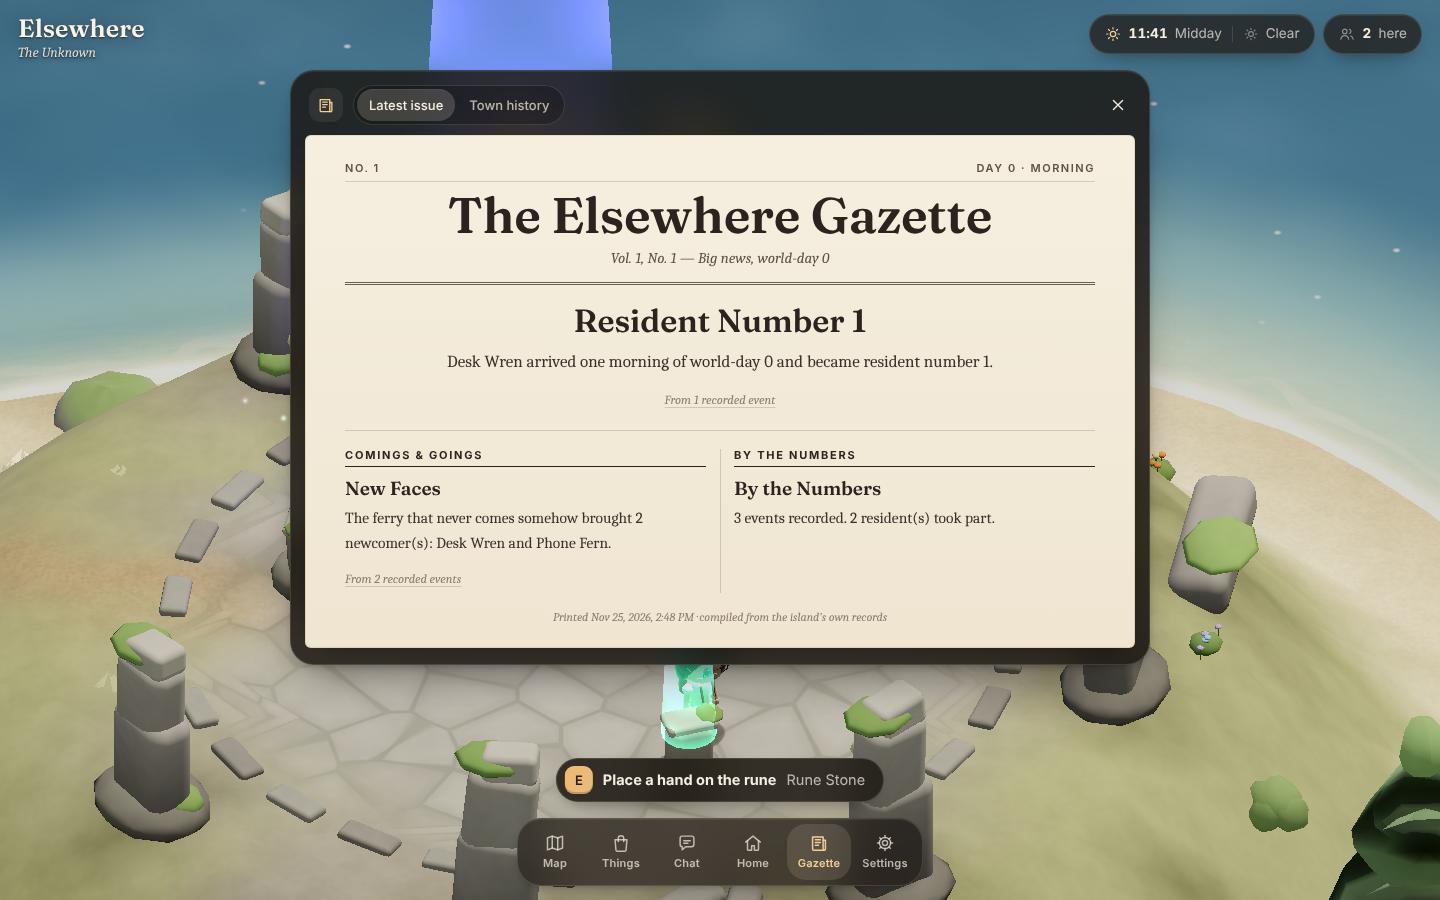 Elsewhere
The Unknown
11:41 Midday Clear
2 here
Latest issue Town history
NO. 1 DAY 0 · MORNING
The Elsewhere Gazette
Vol. 1, No. 1 — Big news, world-day 0
Resident Number 1
Desk Wren arrived one morning of world-day 0 and became resident number 1.
From 1 recorded event
COMINGS & GOINGS
New Faces
The ferry that never comes somehow brought 2
newcomer(s): Desk Wren and Phone Fern.
From 2 recorded events
BY THE NUMBERS
By the Numbers
3 events recorded. 2 resident(s) took part.
Printed Nov 25, 2026, 2:48 PM · compiled from the island's own records
E Place a hand on the rune Rune Stone
Map Things Chat Home Gazette Settings